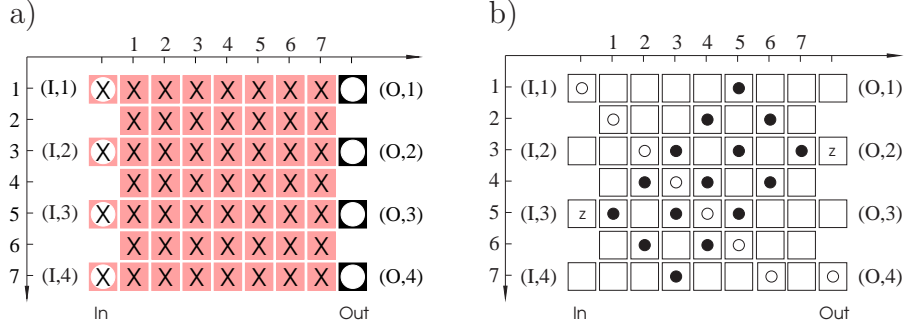 a)
1 2 3 4 5 6 7
1 (I,1) X X X X X X X X (O,1)
2 X X X X X X X
3 (I,2) X X X X X X X X (O,2)
4 X X X X X X X
5 (I,3) X X X X X X X X (O,3)
6 X X X X X X X
7 (I,4) X X X X X X X X (O,4)
In Out
b)
1 2 3 4 5 6 7
1 (I,1) (O,1)
2
3 (I,2) z (O,2)
4
5 (I,3) z (O,3)
6
7 (I,4) (O,4)
In Out